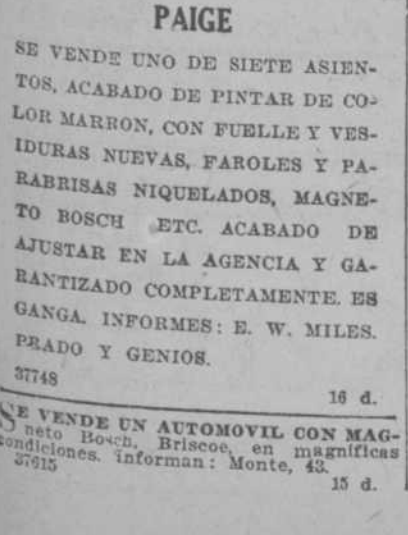 PAIGE
SE VENDE UNO DE SIETE ASIEN-
TOS, ACABADO DE PINTAR DE CO-
LOR MARRON, CON FUELLE Y VES-
IDURAS NUEVAS, FAROLES Y PA-
RABRISAS NIQUELADOS, MAGNE-
TO BOSCH ETC. ACABADO DE
AJUSTAR EN LA AGENCIA Y GA-
RANTIZADO COMPLETAMENTE. ES
GANGA. INFORMES: E. W. MILES.
PRADO Y GENIOS.
37748 16 d.
SE VENDE UN AUTOMOVIL CON MAG-
neto Bosch, Briscoe, en magníficas
condiciones. informan: Monte, 43.
37615 15 d.